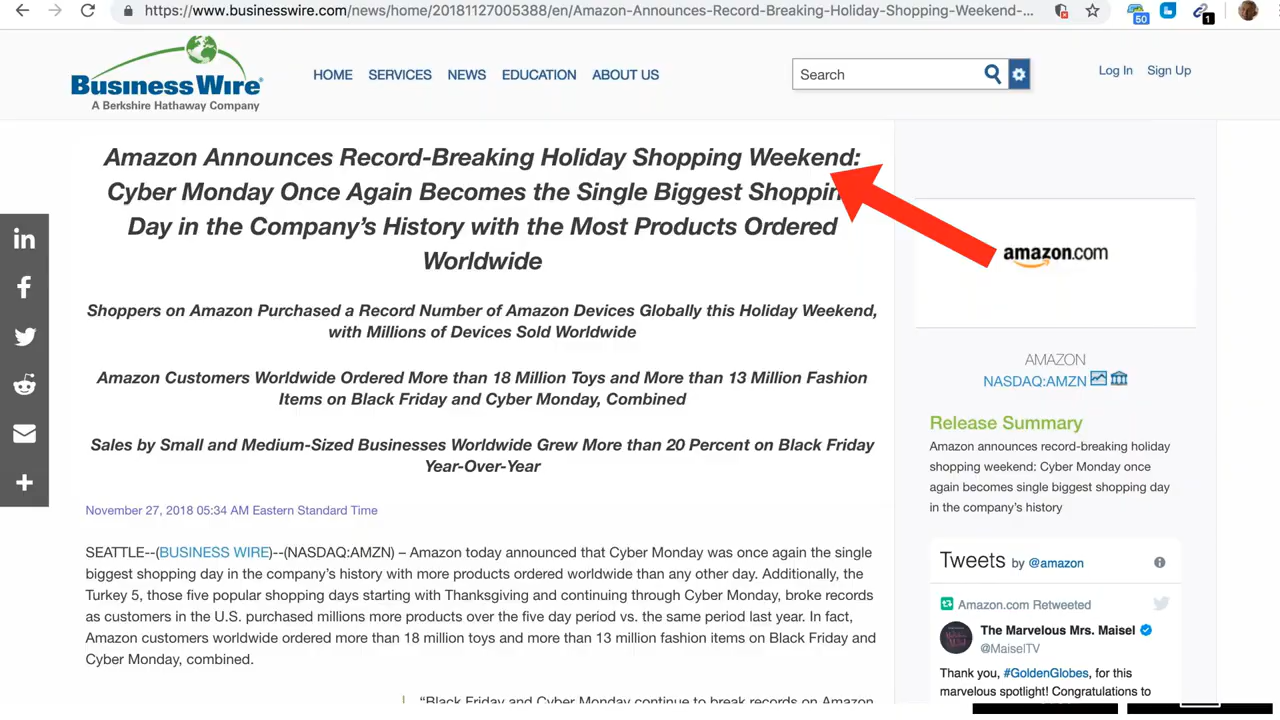 https://www.businesswire.com/news/home/20181127005388/en/Amazon-Announces-Record-Breaking-Holiday-Shopping-Weekend-...
50
1
Business Wire
A Berkshire Hathaway Company
HOME SERVICES NEWS EDUCATION ABOUT US
Search
Log In Sign Up
Amazon Announces Record-Breaking Holiday Shopping Weekend:
Cyber Monday Once Again Becomes the Single Biggest Shoppin
Day in the Company's History with the Most Products Ordered
Worldwide
Shoppers on Amazon Purchased a Record Number of Amazon Devices Globally this Holiday Weekend,
with Millions of Devices Sold Worldwide
Amazon Customers Worldwide Ordered More than 18 Million Toys and More than 13 Million Fashion
Items on Black Friday and Cyber Monday, Combined
Sales by Small and Medium-Sized Businesses Worldwide Grew More than 20 Percent on Black Friday
Year-Over-Year
November 27, 2018 05:34 AM Eastern Standard Time
SEATTLE--(BUSINESS WIRE)--(NASDAQ:AMZN) – Amazon today announced that Cyber Monday was once again the single
biggest shopping day in the company's history with more products ordered worldwide than any other day. Additionally, the
Turkey 5, those five popular shopping days starting with Thanksgiving and continuing through Cyber Monday, broke records
as customers in the U.S. purchased millions more products over the five day period vs. the same period last year. In fact,
Amazon customers worldwide ordered more than 18 million toys and more than 13 million fashion items on Black Friday and
Cyber Monday, combined.
"Black Friday and Cyber Monday continue to break records on Amazon
amazon.com
AMAZON
NASDAQ:AMZN
Release Summary
Amazon announces record-breaking holiday
shopping weekend: Cyber Monday once
again becomes single biggest shopping day
in the company's history
Tweets by @amazon
Amazon.com Retweeted
The Marvelous Mrs. Maisel
@MaiselTV
Thank you, #GoldenGlobes, for this
marvelous spotlight! Congratulations to